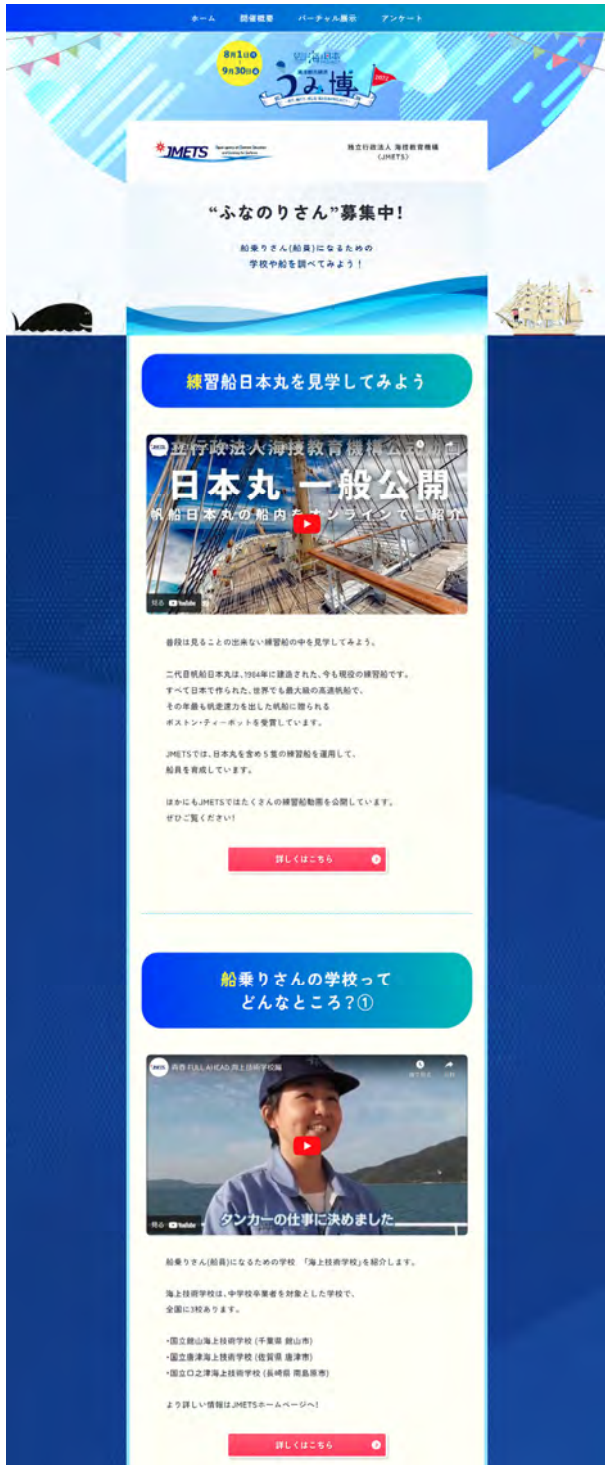 ホーム 開催概要 バーチャル展示 アンケート
8月1日
9月30日
うみ博
2022
JMETS
独立行政法人 海技教育機構
(JMETS)
“ふなのりさん”募集中!
船乗りさん(船員)になるための
学校や船を調べてみよう!
練習船日本丸を見学してみよう
日本丸 一般公開
帆船日本丸の船内をオンラインでご紹介
見る YouTube
普段は見ることの出来ない練習船の中を見学してみよう。
二代目帆船日本丸は、1984年に建造された、今も現役の練習船です。
すべて日本で作られた、世界でも最大級の高速帆船で、
その年最も帆走速力を出した帆船に贈られる
ボストン・ティーポットを受賞しています。
JMETSでは、日本丸を含め5隻の練習船を運用して、
船員を育成しています。
ほかにもJMETSではたくさんの練習船動画を公開しています。
ぜひご覧ください!
詳しくはこちら
船乗りさんの学校って
どんなところ?①
青春 FULL AHEAD 海上技術学校編
タンカーの仕事に決めました
見る YouTube
船乗りさん(船員)になるための学校 「海上技術学校」を紹介します。
海上技術学校は、中学校卒業者を対象とした学校で、
全国に3校あります。
・国立館山海上技術学校 (千葉県 館山市)
・国立唐津海上技術学校 (佐賀県 唐津市)
・国立口之津海上技術学校 (長崎県 南島原市)
より詳しい情報はJMETSホームページへ!
詳しくはこちら